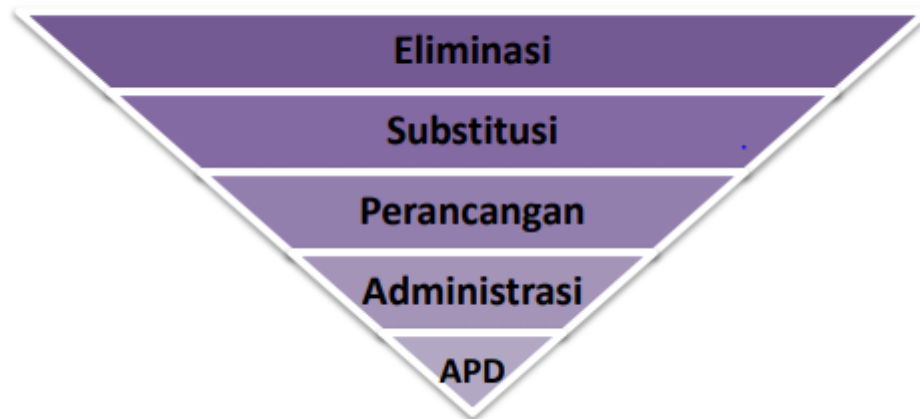 Eliminasi
Substitusi
Perancangan
Administrasi
APD